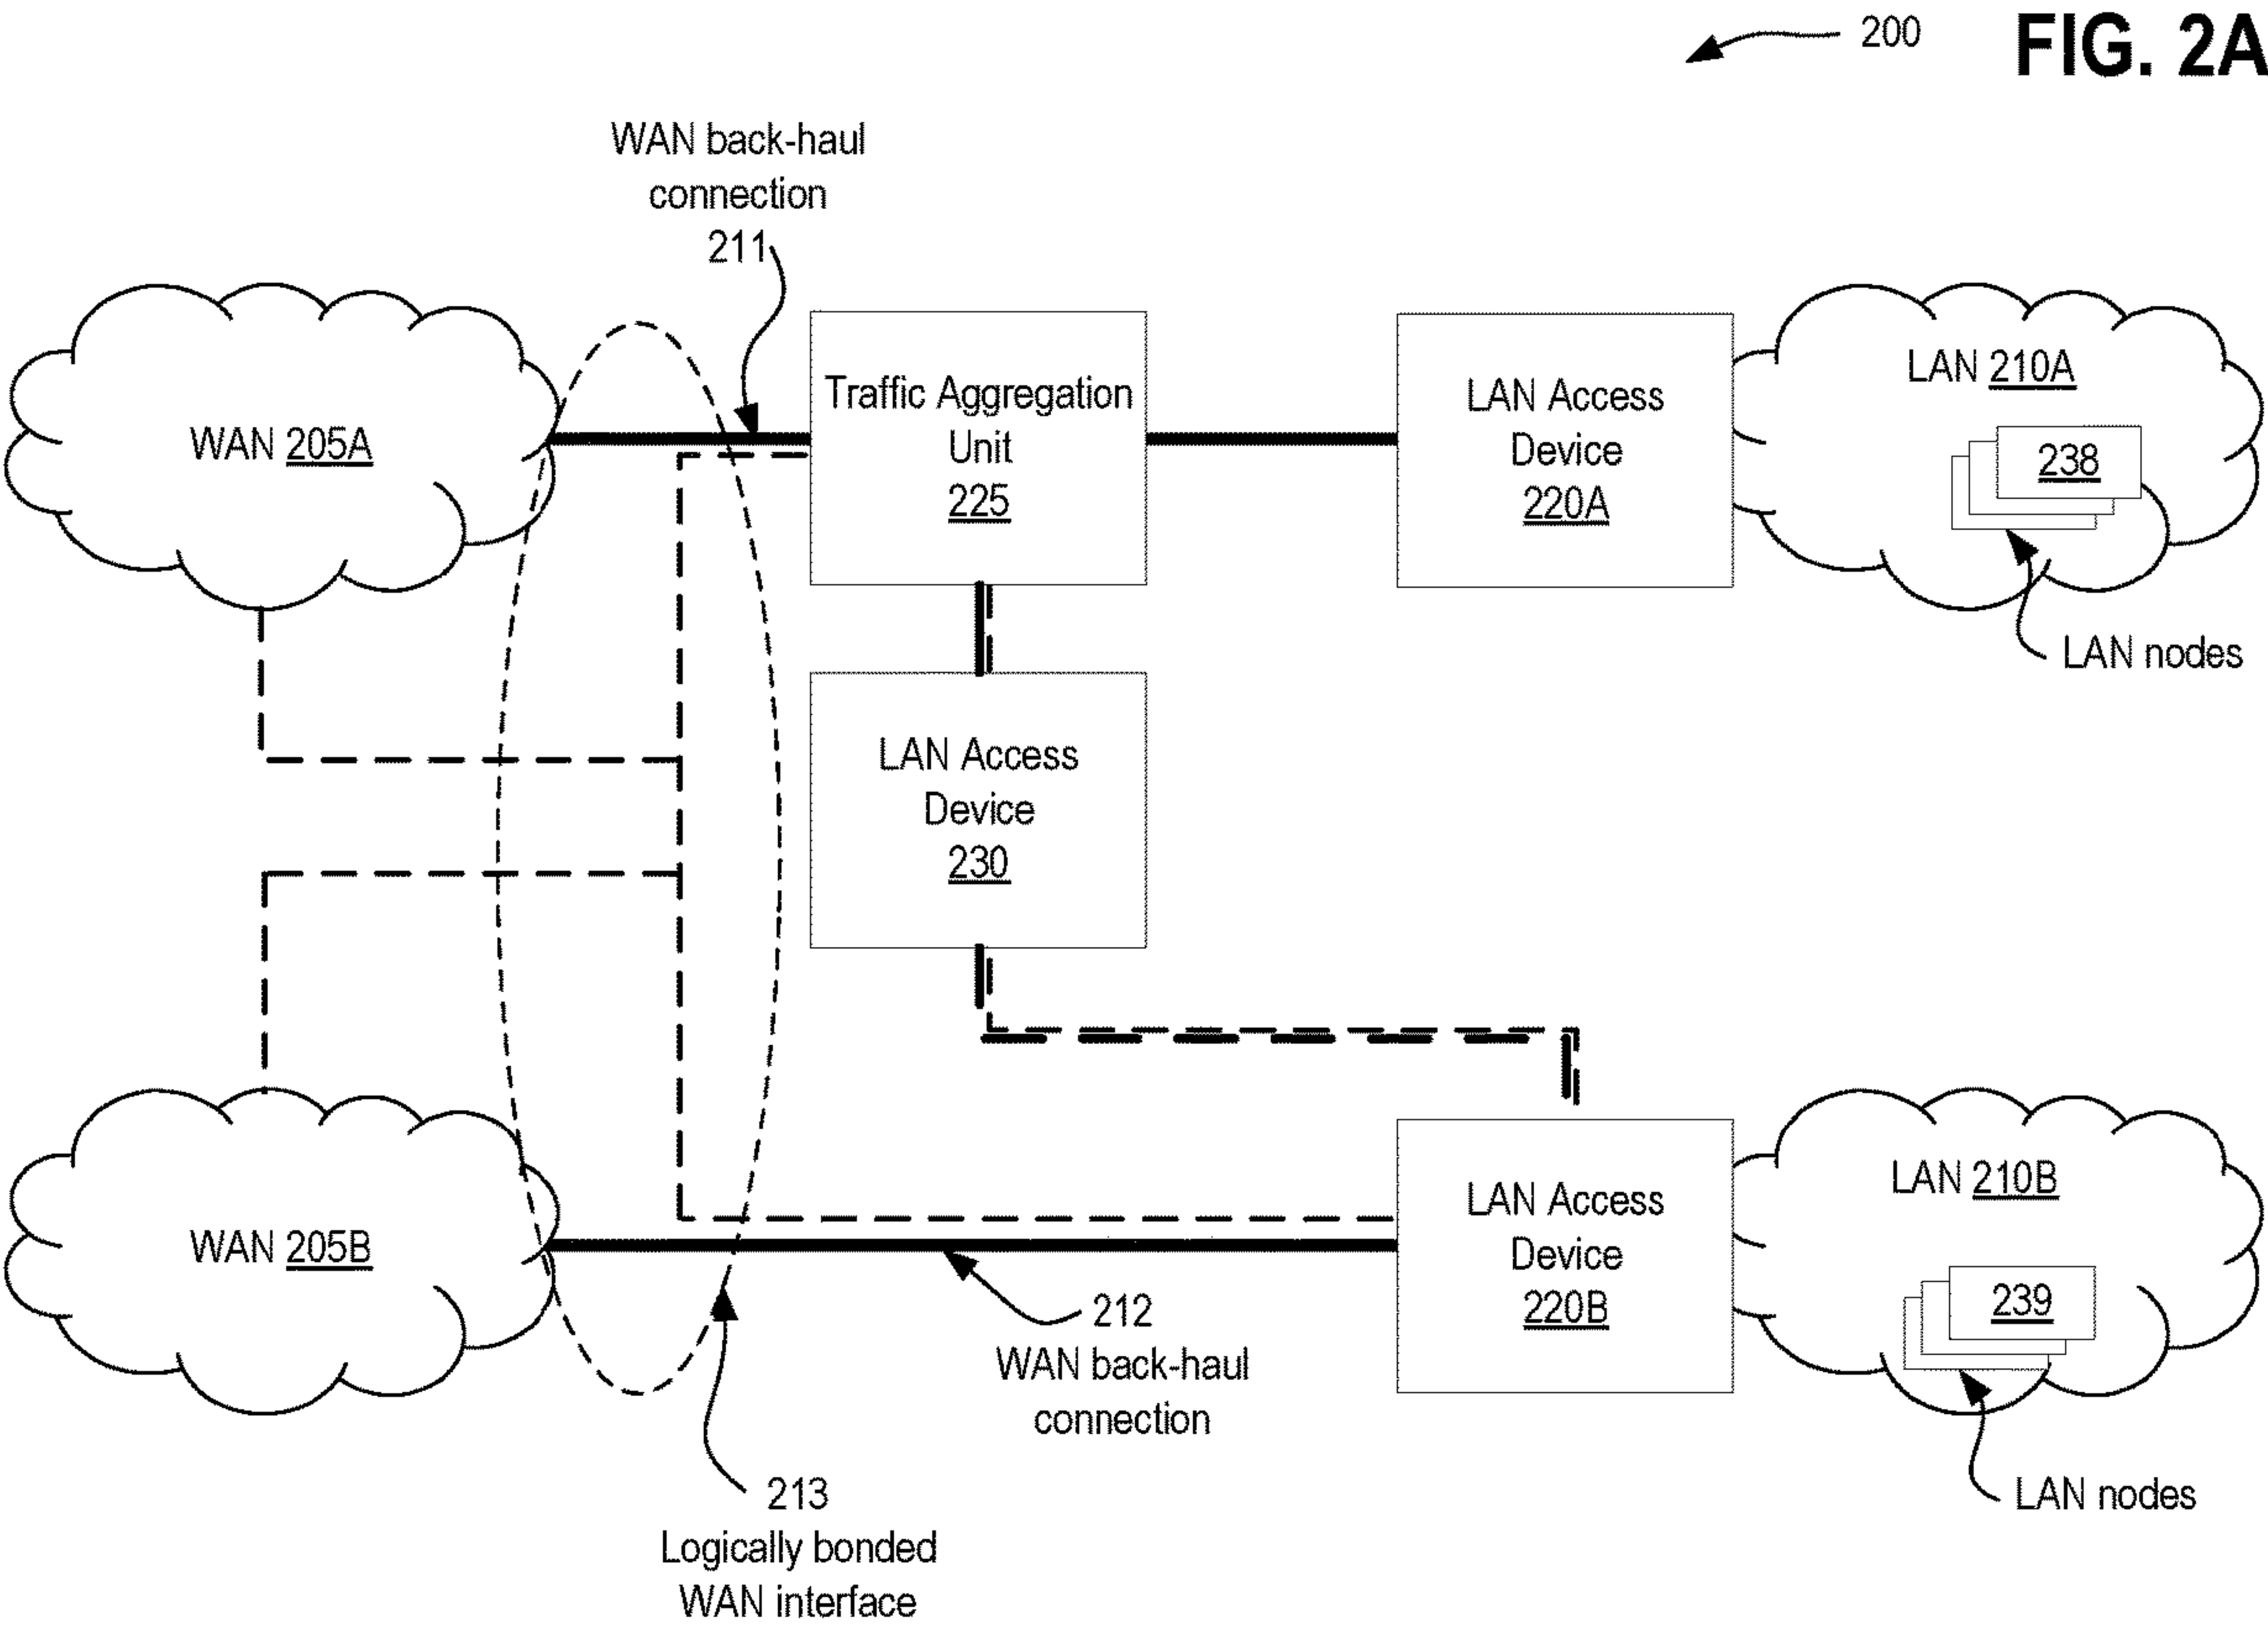 200
FIG. 2A
WAN back-haul
connection
211
WAN 205A
Traffic Aggregation
Unit
225
LAN Access
Device
220A
LAN 210A
238
LAN nodes
LAN Access
Device
230
WAN 205B
LAN Access
Device
220B
LAN 210B
239
LAN nodes
212
WAN back-haul
connection
213
Logically bonded
WAN interface